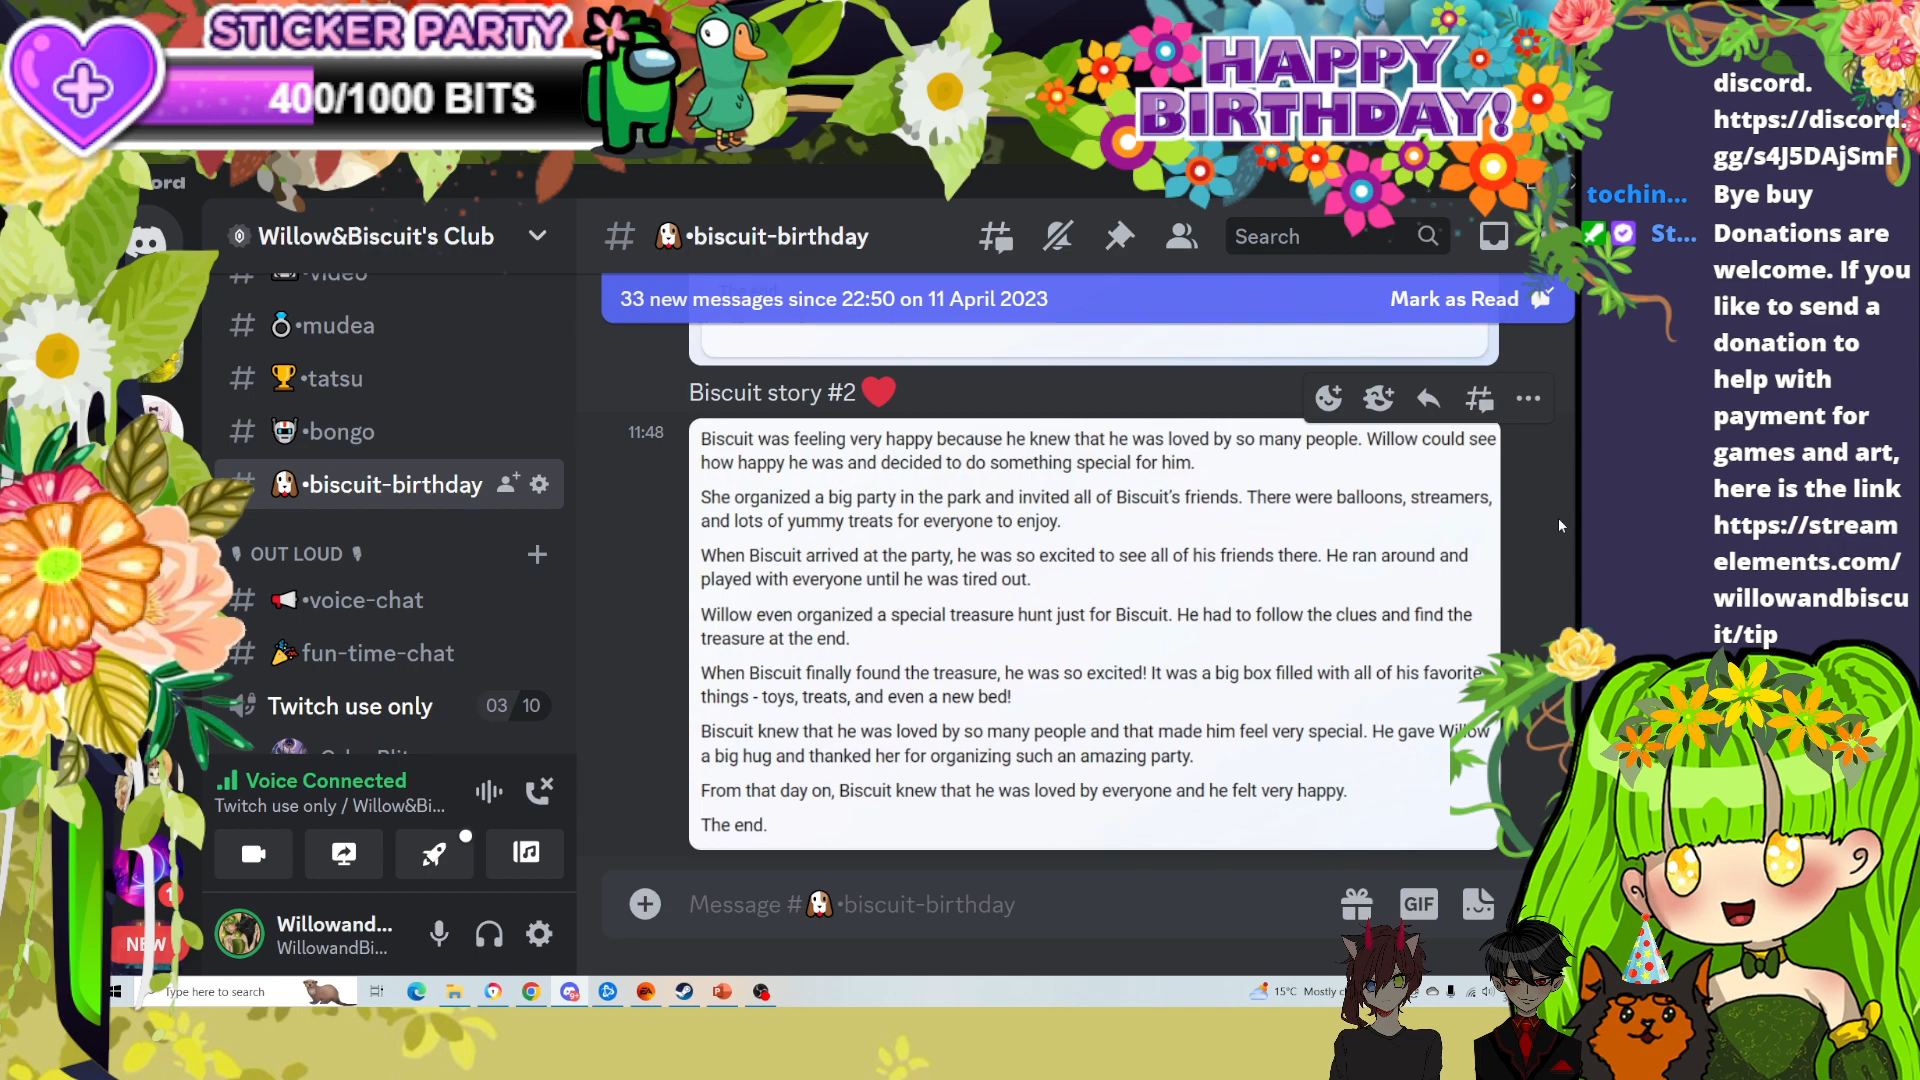 STICKER PARTY
400/1000 BITS
HAPPY
BIRTHDAY!
ord
Willow&Biscuit's Club
•video
•mudea
•tatsu
•bongo
•biscuit-birthday
OUT LOUD
•voice-chat
fun-time-chat
Twitch use only
03 10
Voice Connected
Twitch use only / Willow&Bi...
Willowand...
WillowandBi...
1
NEW
# •biscuit-birthday
Search
33 new messages since 22:50 on 11 April 2023
Mark as Read
Biscuit story #2
11:48
Biscuit was feeling very happy because he knew that he was loved by so many people. Willow could see
how happy he was and decided to do something special for him.
She organized a big party in the park and invited all of Biscuit's friends. There were balloons, streamers,
and lots of yummy treats for everyone to enjoy.
When Biscuit arrived at the party, he was so excited to see all of his friends there. He ran around and
played with everyone until he was tired out.
Willow even organized a special treasure hunt just for Biscuit. He had to follow the clues and find the
treasure at the end.
When Biscuit finally found the treasure, he was so excited! It was a big box filled with all of his favorite
things - toys, treats, and even a new bed!
Biscuit knew that he was loved by so many people and that made him feel very special. He gave Willow
a big hug and thanked her for organizing such an amazing party.
From that day on, Biscuit knew that he was loved by everyone and he felt very happy.
The end.
Message # •biscuit-birthday
GIF
Type here to search
15°C Mostly
discord.
https://discord.
gg/s4J5DAjSmF
tochin... Bye buy
St... Donations are
welcome. If you
like to send a
donation to
help with
payment for
games and art,
here is the link
https://stream
elements.com/
willowandbiscu
it/tip